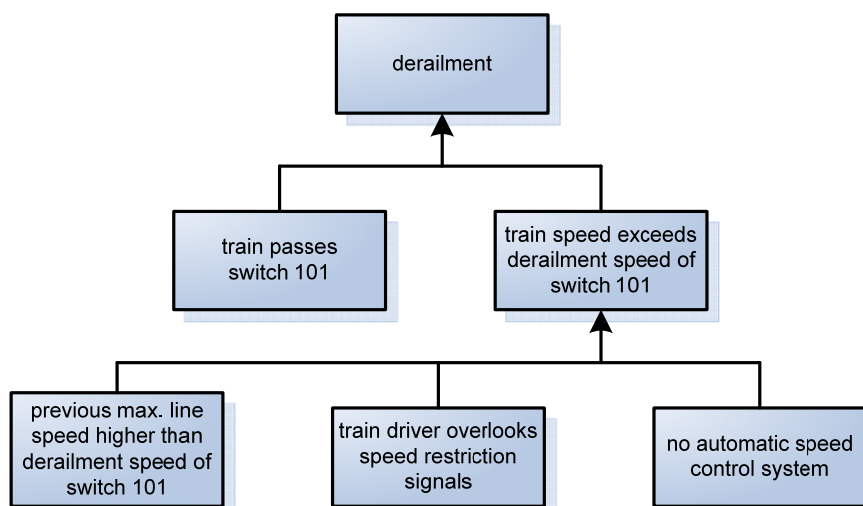 derailment
train passes
switch 101
train speed exceeds
derailment speed of
switch 101
previous max. line
speed higher than
derailment speed of
switch 101
train driver overlooks
speed restriction
signals
no automatic speed
control system